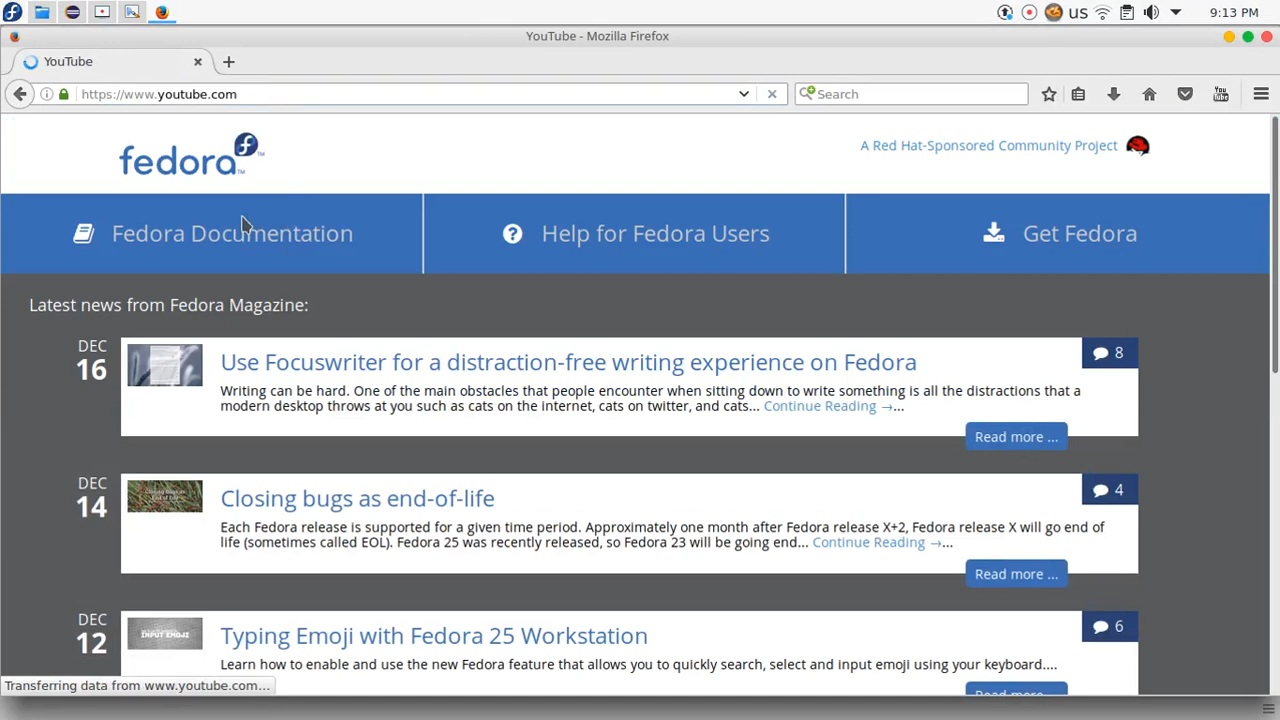 us
9:13 PM
YouTube - Mozilla Firefox
YouTube
https://www.youtube.com
Search
You Tube
fedora
A Red Hat-Sponsored Community Project
Fedora Documentation
Help for Fedora Users
Get Fedora
Latest news from Fedora Magazine:
DEC
16
Use Focuswriter for a distraction-free writing experience on Fedora
8
Writing can be hard. One of the main obstacles that people encounter when sitting down to write something is all the distractions that a
modern desktop throws at you such as cats on the internet, cats on twitter, and cats... Continue Reading →...
Read more ...
DEC
14
Closing bugs as end-of-life
4
Each Fedora release is supported for a given time period. Approximately one month after Fedora release X+2, Fedora release X will go end of
life (sometimes called EOL). Fedora 25 was recently released, so Fedora 23 will be going end... Continue Reading →...
Read more ...
DEC
12
INPUT EMOJI
Typing Emoji with Fedora 25 Workstation
6
Learn how to enable and use the new Fedora feature that allows you to quickly search, select and input emoji using your keyboard....
Read more ...
Transferring data from www.youtube.com...